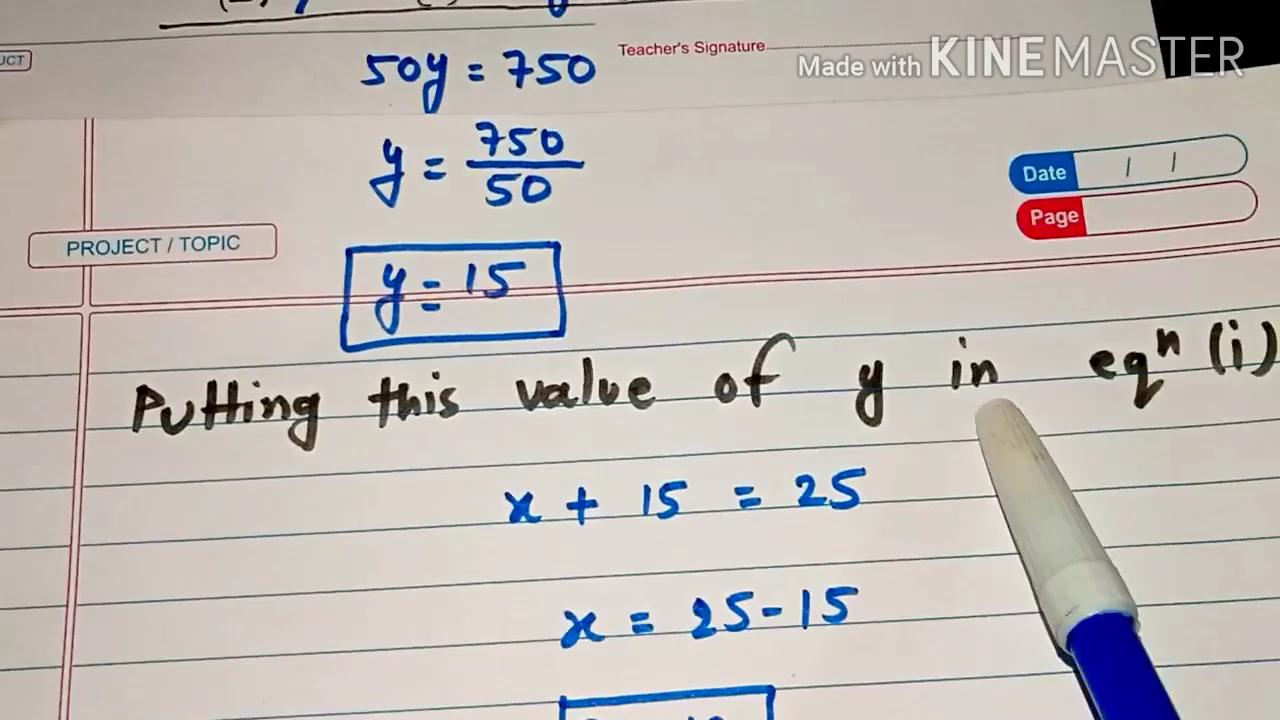 UCT
Teacher's Signature
Made with KINEMASTER
50y = 750
y = 750/50
Date
Page
PROJECT / TOPIC
y = 15
Putting this value of y in eqⁿ (i)
x + 15 = 25
x = 25 - 15